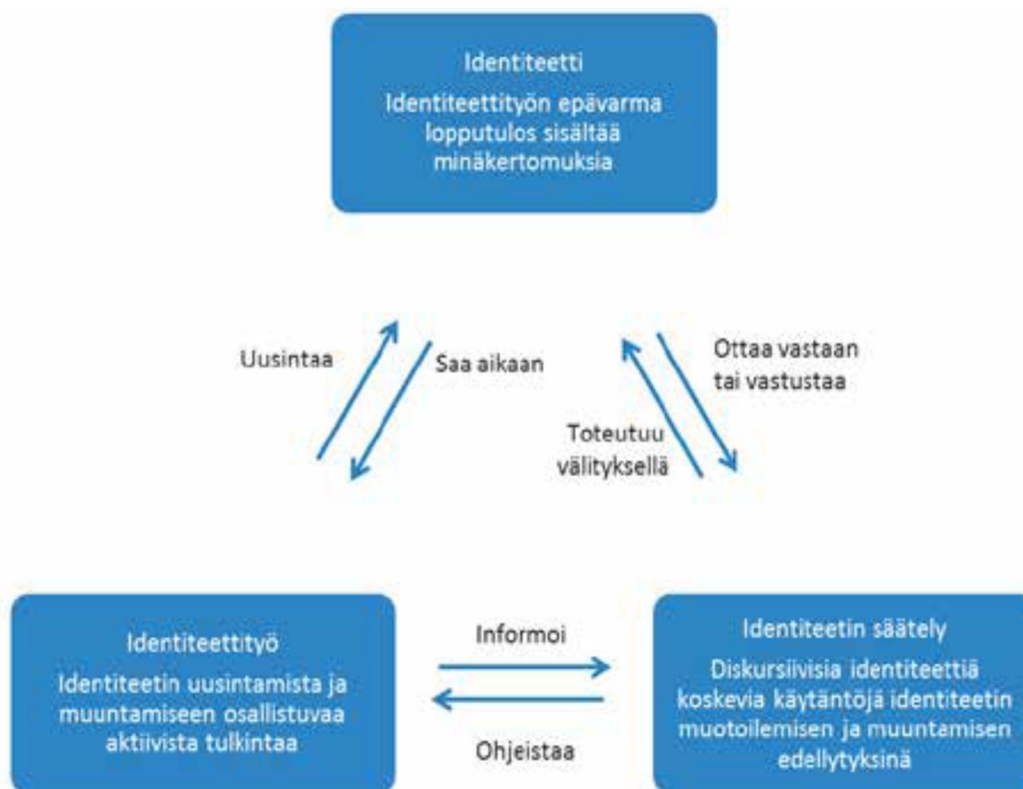 Identiteetti
Identiteettityön epävarma
lopputulos sisältää
minäkertomuksia
Uusintaa
Saa aikaan
Ottaa vastaan
tai vastustaa
Toteutuu
välityksellä
Identiteettityö
Identiteetin uusintamista ja
muuntamiseen osallistuvaa
aktiivista tulkintaa
Informoi
Ohjeistaa
Identiteetin säätely
Diskursiivisia identiteettiä
koskevia käytäntöjä identiteetin
muotoilemisen ja muuntamisen
edellytyksinä